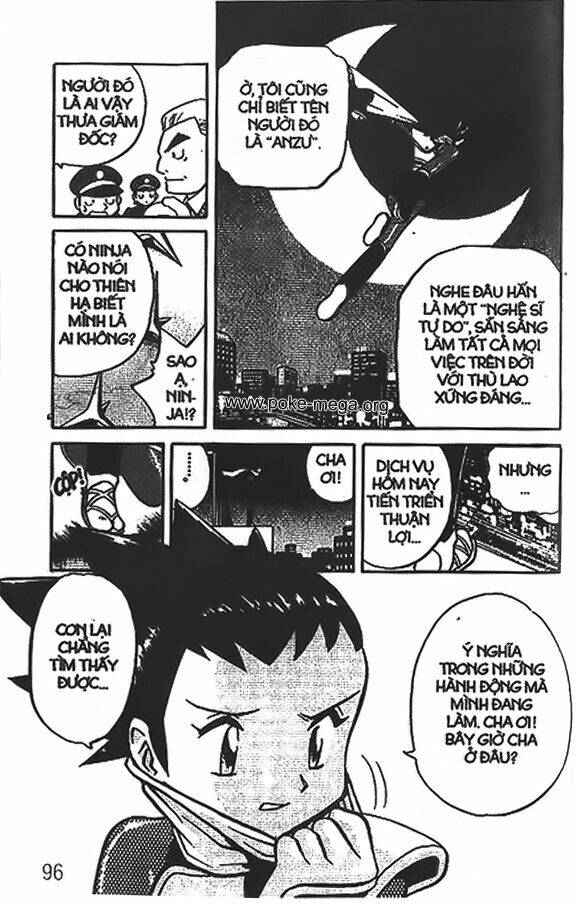 Ờ, TÔI CŨNG
CHỈ BIẾT TÊN
NGƯỜI ĐÓ
LÀ "ANZU".
NGƯỜI ĐÓ
LÀ AI VẬY
THƯA GIÁM
ĐỐC?
NGHE ĐÂU HẮN
LÀ MỘT "NGHỆ SĨ
TỰ DO", SẴN SÀNG
LÀM TẤT CẢ MỌI
VIỆC TRÊN ĐỜI
VỚI THÙ LAO
XỨNG ĐÁNG...
SAO
Ạ,
NIN-
JA!?
CÓ NINJA
NÀO NÓI
CHO THIÊN
HẠ BIẾT
MÌNH LÀ
AI KHÔNG?
www.poke-mega.org
NHƯNG
...
DỊCH VỤ
HÔM NAY
TIẾN TRIỂN
THUẬN
LỢI...
CHA
ƠI!
......
CỘP!
Ý NGHĨA
TRONG NHỮNG
HÀNH ĐỘNG MÀ
MÌNH ĐANG
LÀM. CHA ƠI!
BÂY GIỜ CHA
Ở ĐÂU?
CON LẠI
CHẲNG
TÌM THẤY
ĐƯỢC...
96